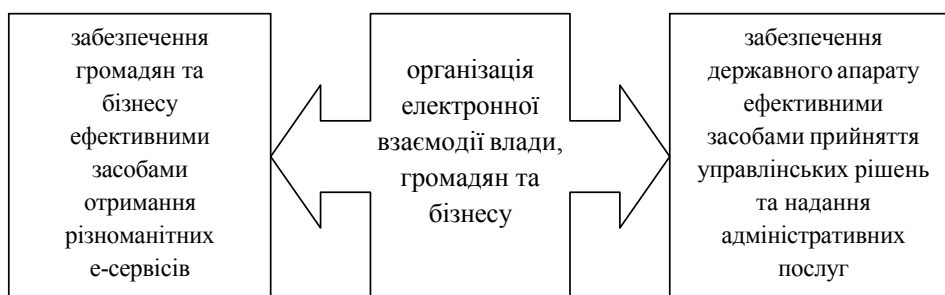 забезпечення
громадян та
бізнесу
ефективними
засобами
отримання
різноманітних
е-сервісів
організація
електронної
взаємодії влади,
громадян та
бізнесу
забезпечення
державного апарату
ефективними
засобами прийняття
управлінських рішень
та надання
адміністративних
послуг